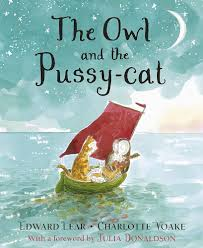 The Owl
and the
Pussy-cat
EDWARD LEAR • CHARLOTTE VOAKE
With a foreword by JULIA DONALDSON